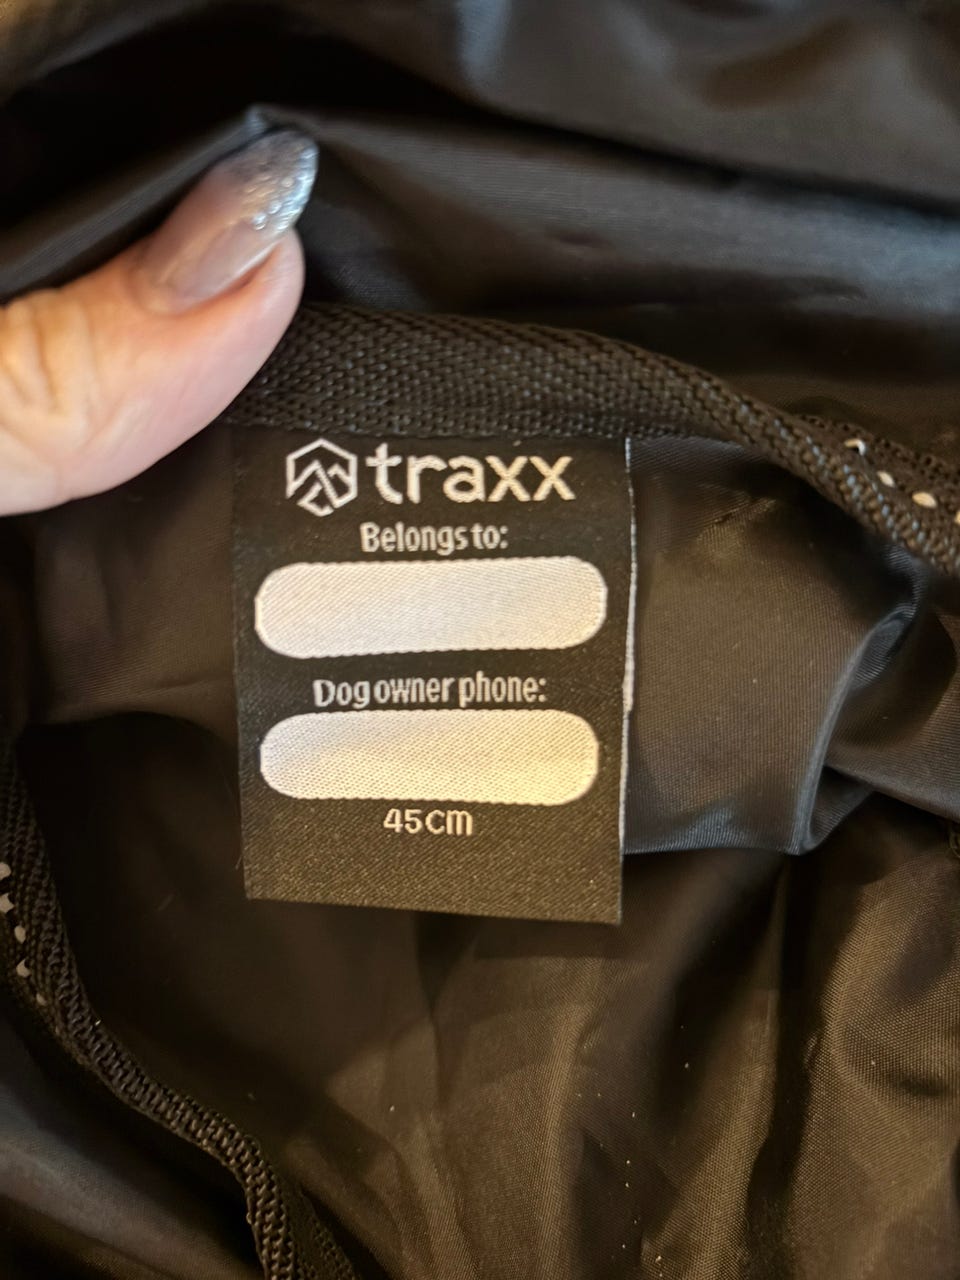 traxx
Belongs to:
Dog owner phone:
45cm